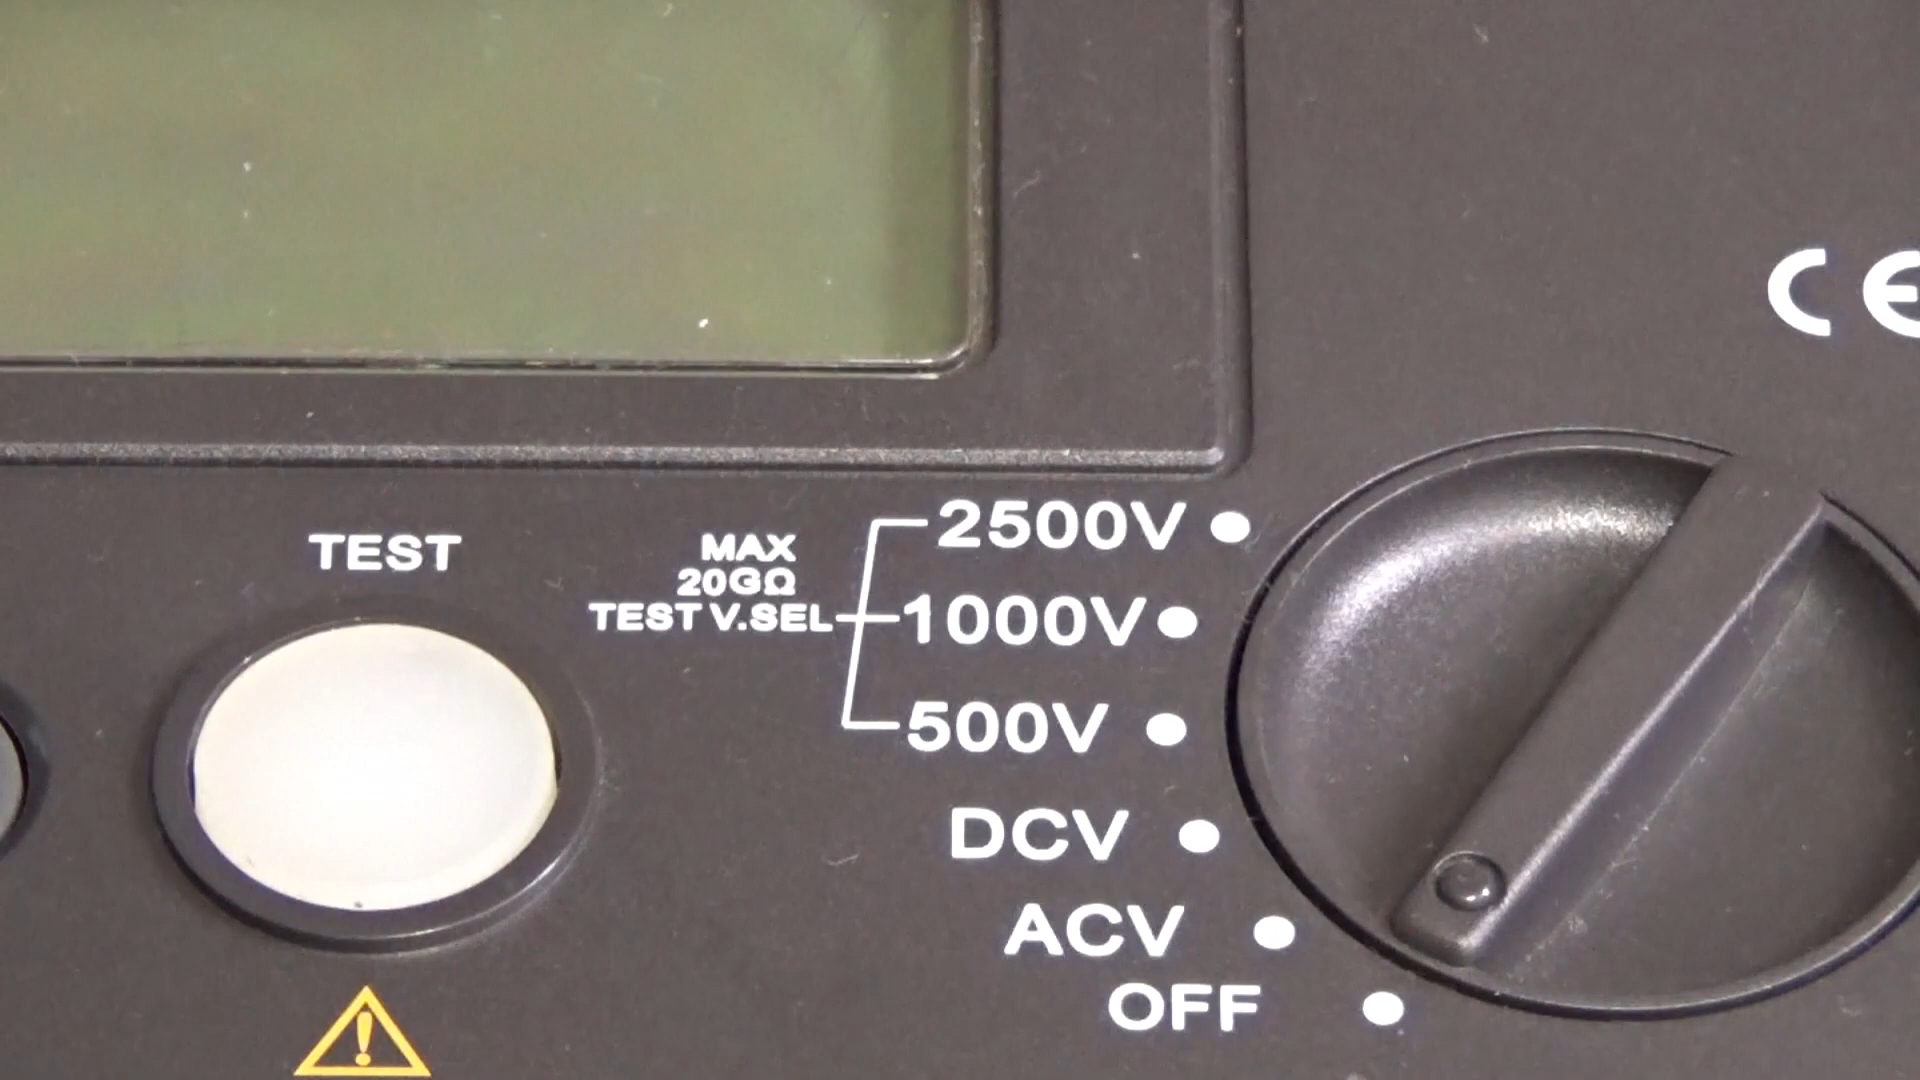 CE
TEST
MAX
20GΩ
TEST V.SEL
2500V
1000V
500V
DCV
ACV
OFF
!